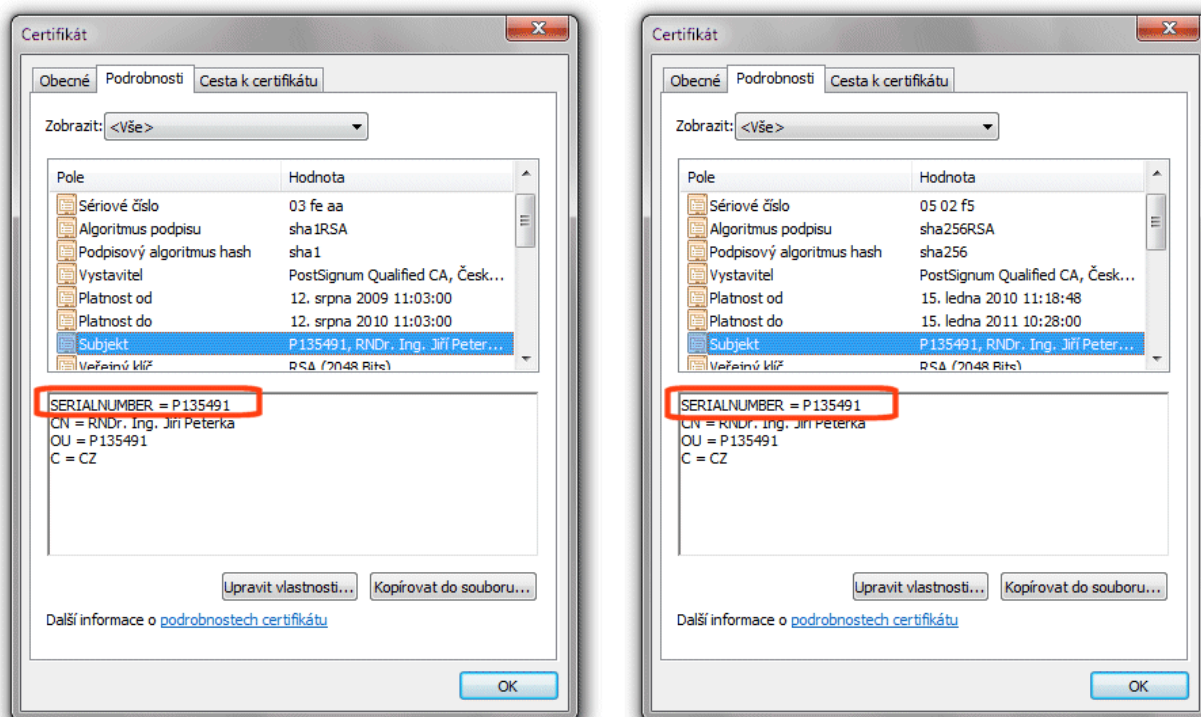 Certifikát
Obecné Podrobnosti Cesta k certifikátu
Zobrazit: <Vše>
Pole Hodnota
Sériové číslo 03 fe aa
Algoritmus podpisu sha1RSA
Podpisový algoritmus hash sha1
Vystavitel PostSignum Qualified CA, Česk...
Platnost od 12. srpna 2009 11:03:00
Platnost do 12. srpna 2010 11:03:00
Subjekt P135491, RNDr. Ing. Jiří Peter...
Veřejný klíč RSA (2048 Bits)
SERIALNUMBER = P135491
CN = RNDr. Ing. Jiří Peterka
OU = P135491
C = CZ
Upravit vlastnosti... Kopírovat do souboru...
Další informace o podrobnostech certifikátu
OK
Certifikát
Obecné Podrobnosti Cesta k certifikátu
Zobrazit: <Vše>
Pole Hodnota
Sériové číslo 05 02 f5
Algoritmus podpisu sha256RSA
Podpisový algoritmus hash sha256
Vystavitel PostSignum Qualified CA, Česk...
Platnost od 15. ledna 2010 11:18:48
Platnost do 15. ledna 2011 10:28:00
Subjekt P135491, RNDr. Ing. Jiří Peter...
Veřejný klíč RSA (2048 Bits)
SERIALNUMBER = P135491
CN = RNDr. Ing. Jiří Peterka
OU = P135491
C = CZ
Upravit vlastnosti... Kopírovat do souboru...
Další informace o podrobnostech certifikátu
OK